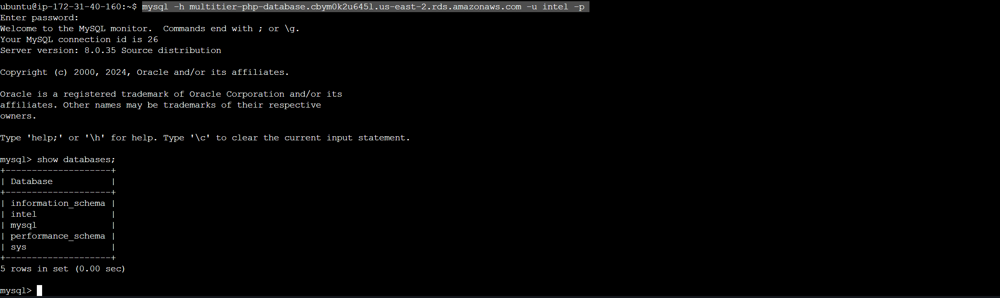 ubuntu@ip-172-31-40-160:~$ mysql -h multitier-php-database.cbym0k2u645l.us-east-2.rds.amazonaws.com -u intel -p
Enter password:
Welcome to the MySQL monitor.  Commands end with ; or \g.
Your MySQL connection id is 26
Server version: 8.0.35 Source distribution

Copyright (c) 2000, 2024, Oracle and/or its affiliates.

Oracle is a registered trademark of Oracle Corporation and/or its
affiliates. Other names may be trademarks of their respective
owners.

Type 'help;' or '\h' for help. Type '\c' to clear the current input statement.

mysql> show databases;
+--------------------+
| Database           |
+--------------------+
| information_schema |
| intel              |
| mysql              |
| performance_schema |
| sys                |
+--------------------+
5 rows in set (0.00 sec)

mysql>